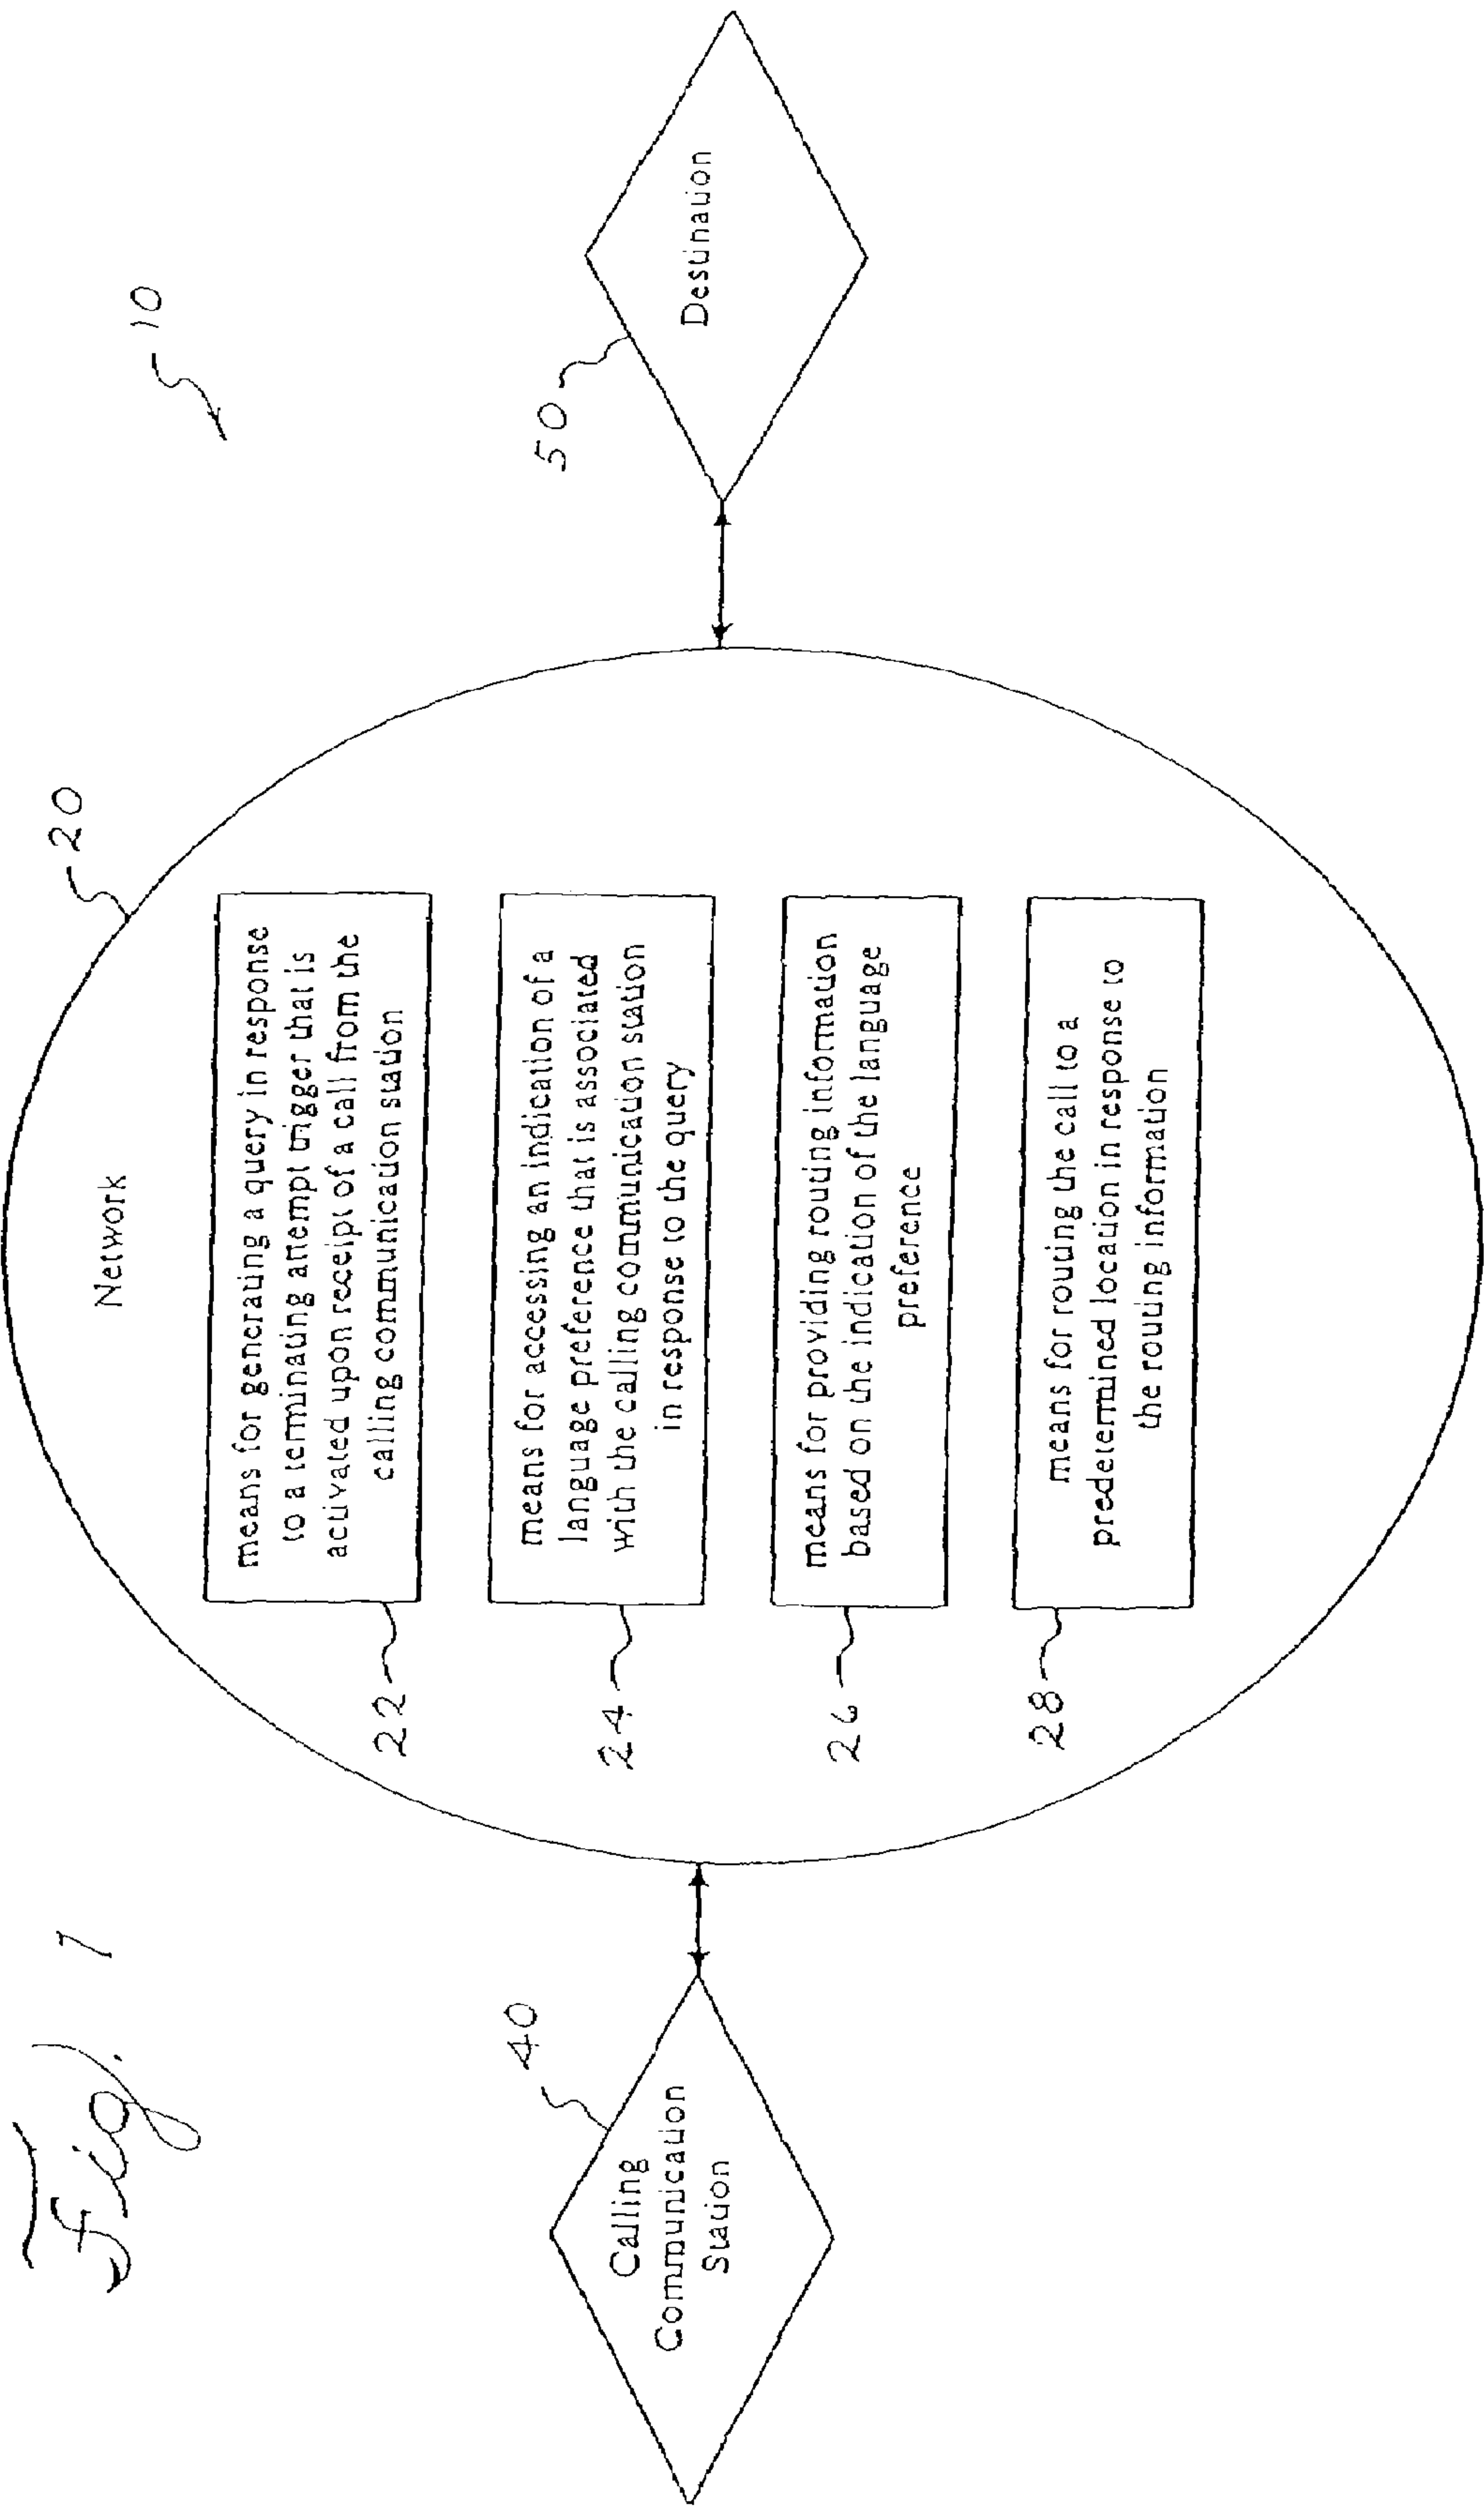 Fig. 1
10
20
Network
means for generating a query in response
to a terminating attempt trigger that is
activated upon receipt of a call from the
calling communication station
22
means for accessing an indication of a
language preference that is associated
with the calling communication station
in response to the query
24
means for providing routing information
based on the indication of the language
preference
26
means for routing the call to a
predetermined location in response to
the routing information
28
40
Calling
Communication
Station
50
Destination